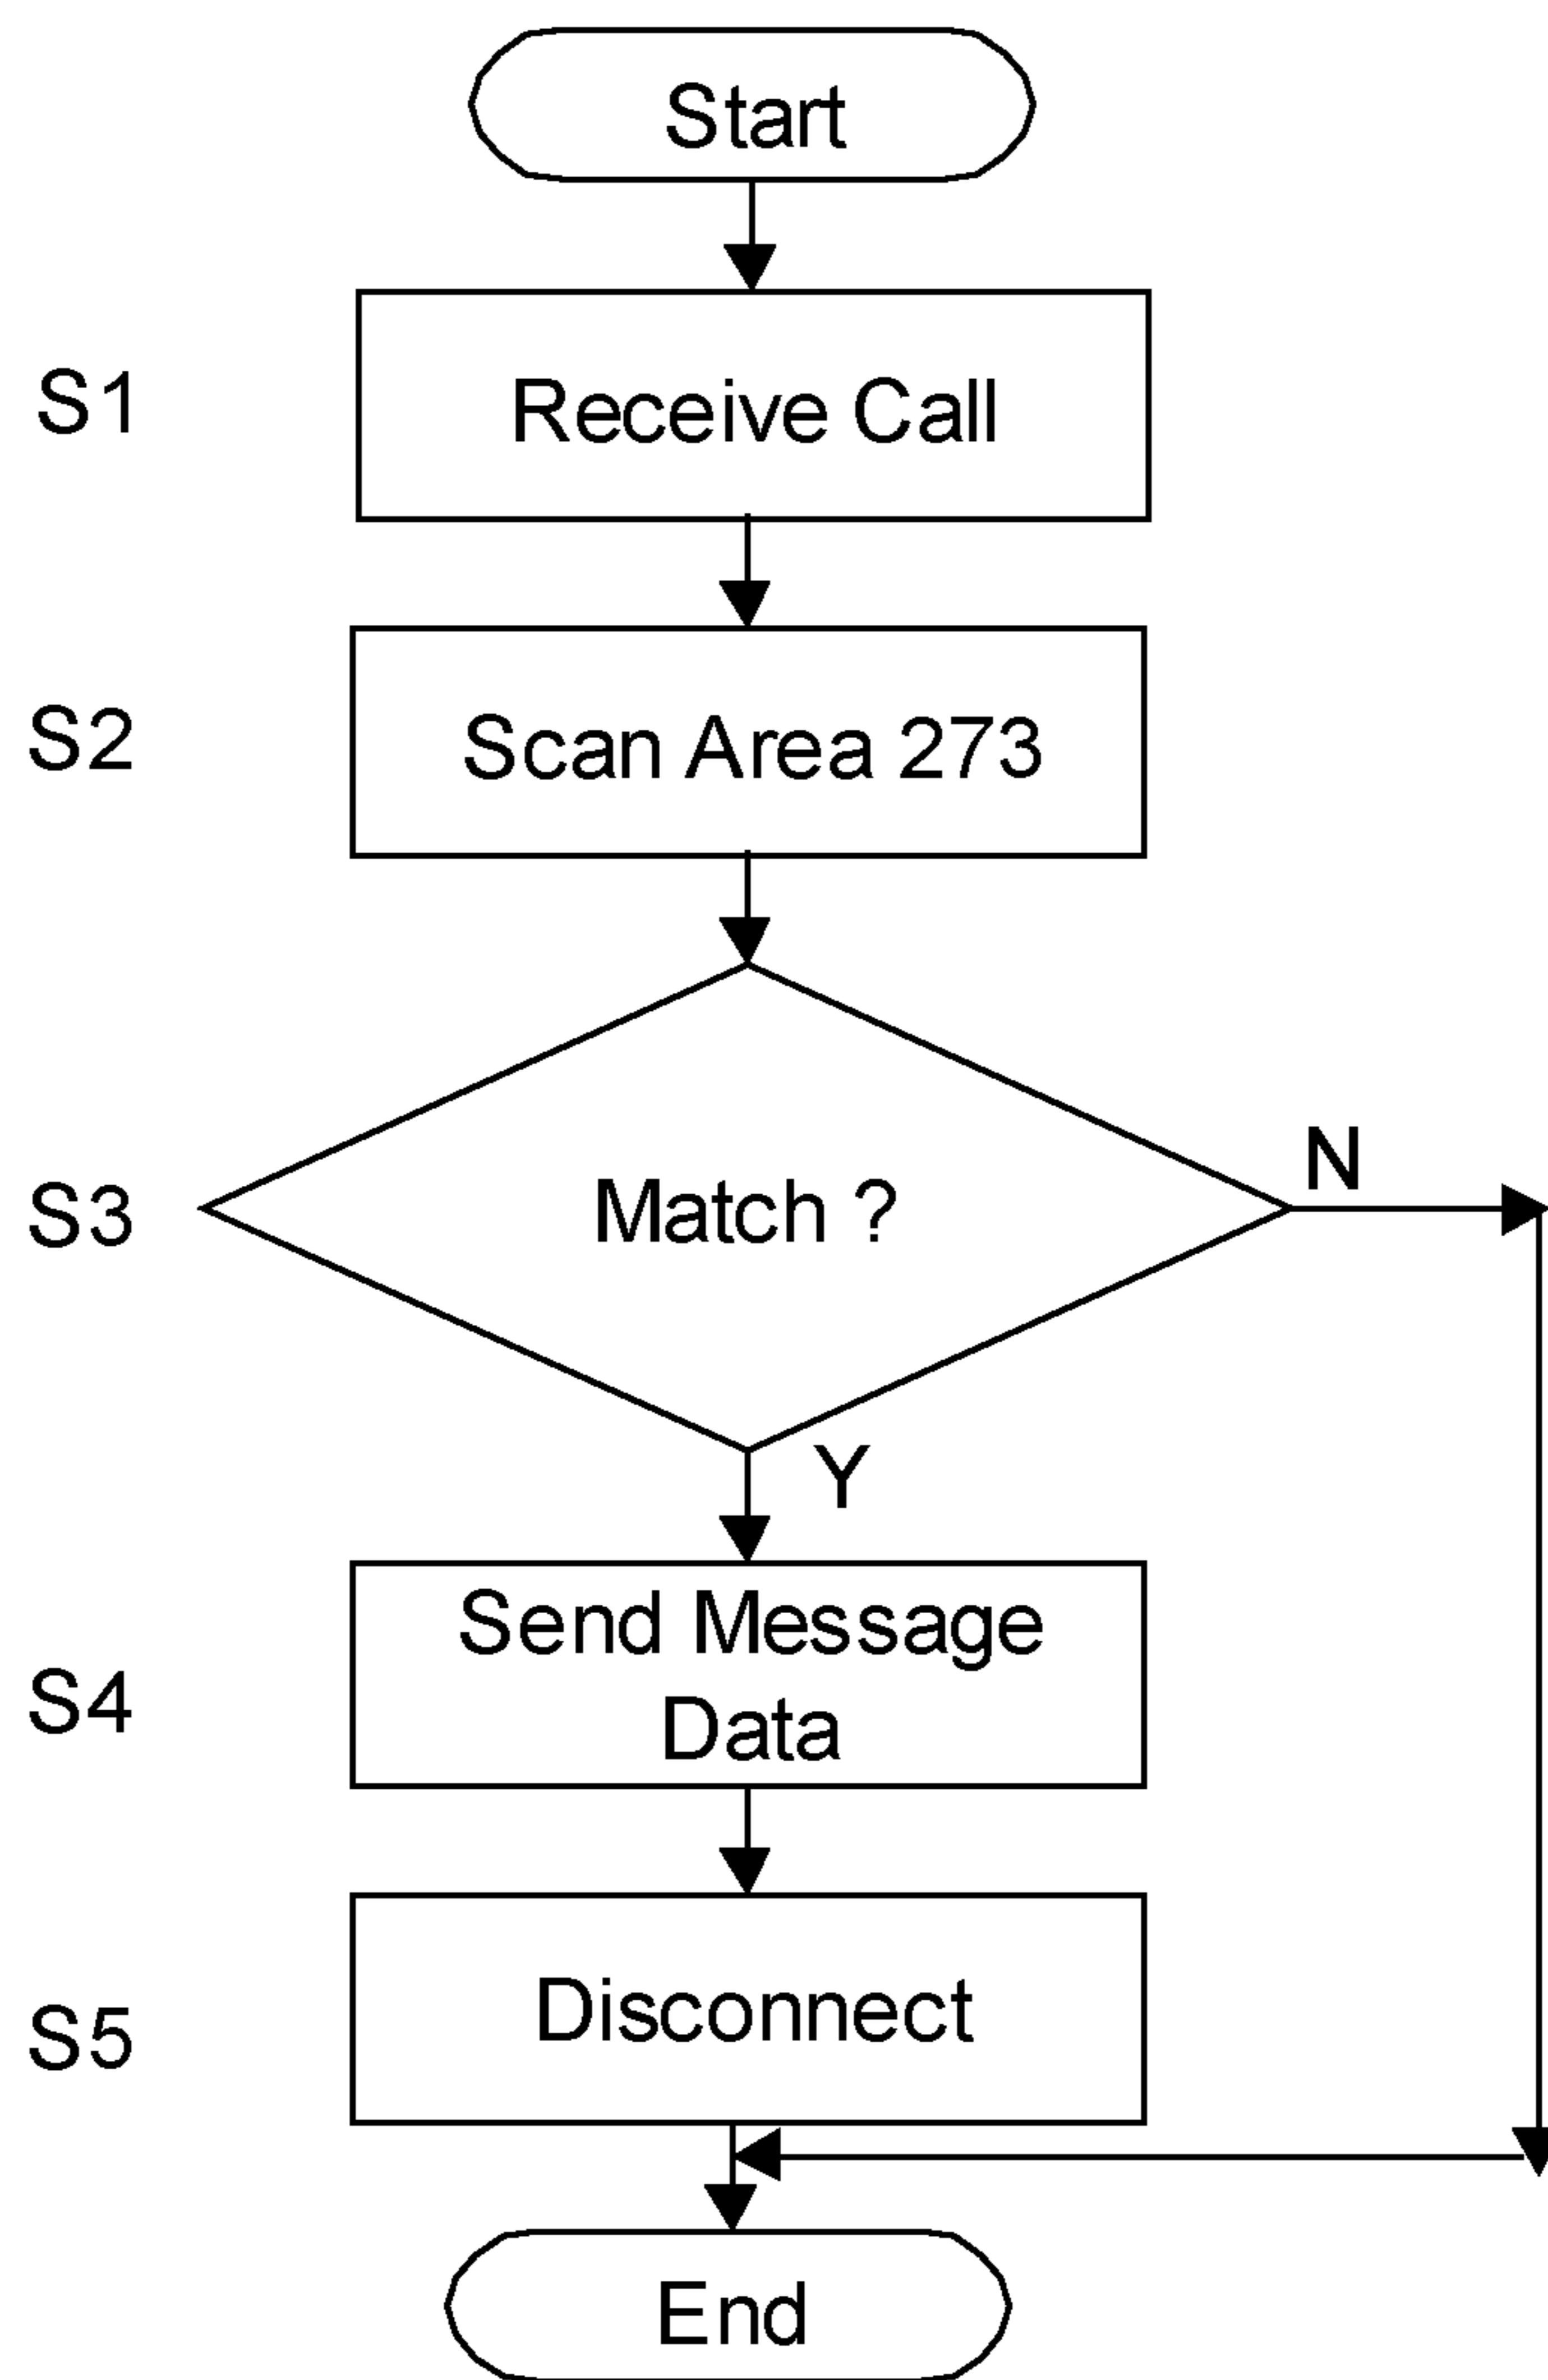 Start
S1
Receive Call
S2
Scan Area 273
S3
Match ?
N
Y
S4
Send Message
Data
S5
Disconnect
End